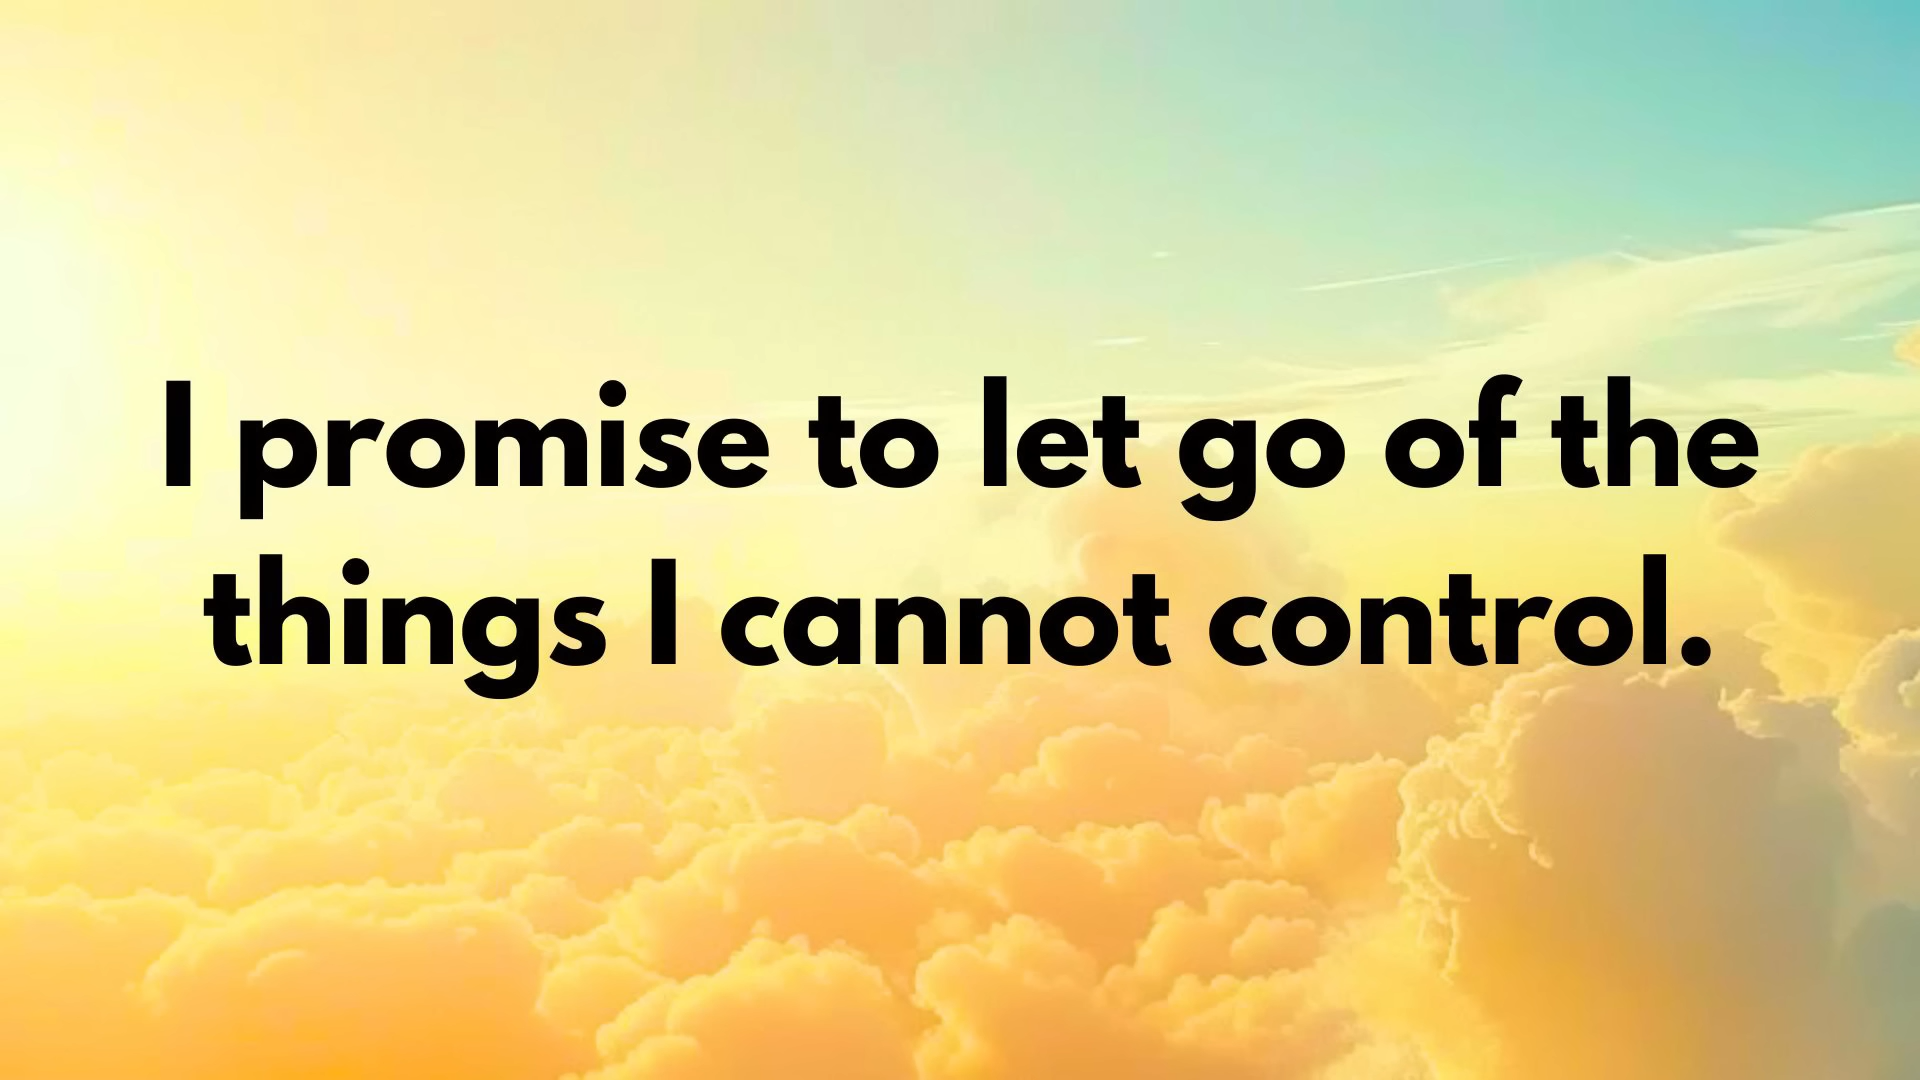 I promise to let go of the
things I cannot control.